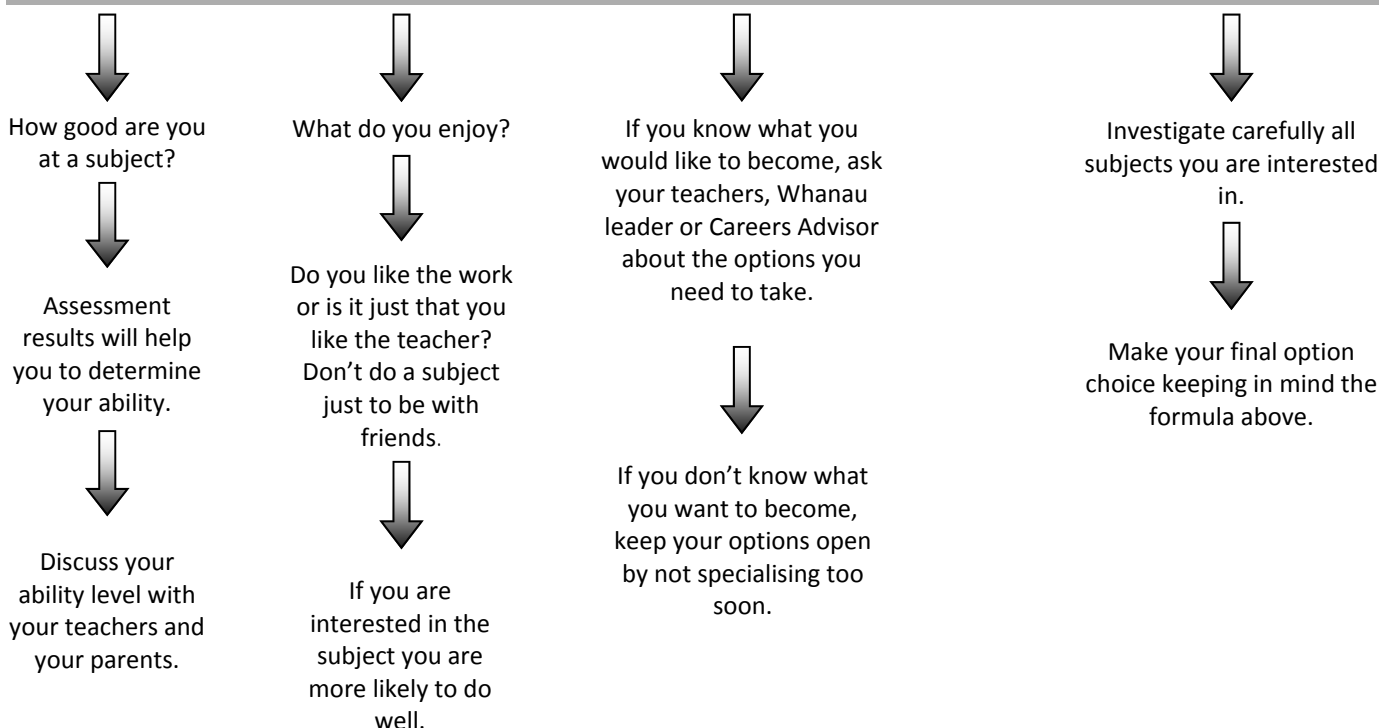 How good are you
at a subject?
Assessment
results will help
you to determine
your ability.
Discuss your
ability level with
your teachers and
your parents.
What do you enjoy?
Do you like the work
or is it just that you
like the teacher?
Don’t do a subject
just to be with
friends.
If you are
interested in the
subject you are
more likely to do
well.
If you know what you
would like to become, ask
your teachers, Whanau
leader or Careers Advisor
about the options you
need to take.
If you don’t know what
you want to become,
keep your options open
by not specialising too
soon.
Investigate carefully all
subjects you are interested
in.
Make your final option
choice keeping in mind the
formula above.